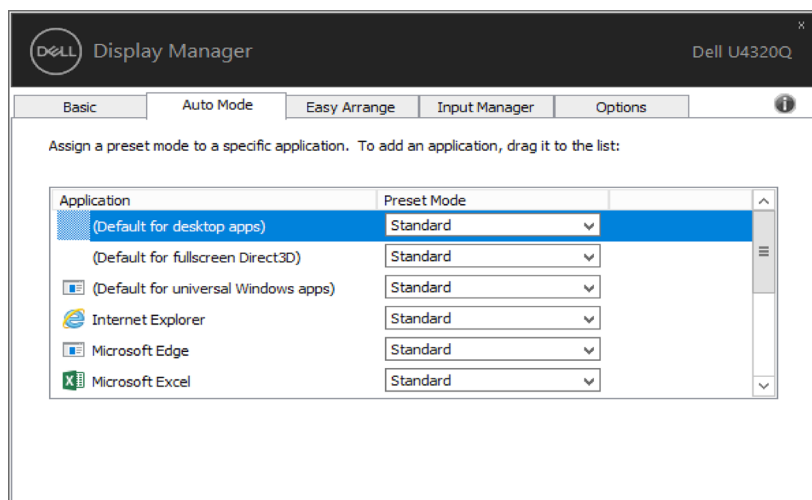 DELL Display Manager
Dell U4320Q
Basic Auto Mode Easy Arrange Input Manager Options
Assign a preset mode to a specific application. To add an application, drag it to the list:
Application Preset Mode
(Default for desktop apps) Standard
(Default for fullscreen Direct3D) Standard
(Default for universal Windows apps) Standard
Internet Explorer Standard
Microsoft Edge Standard
Microsoft Excel Standard